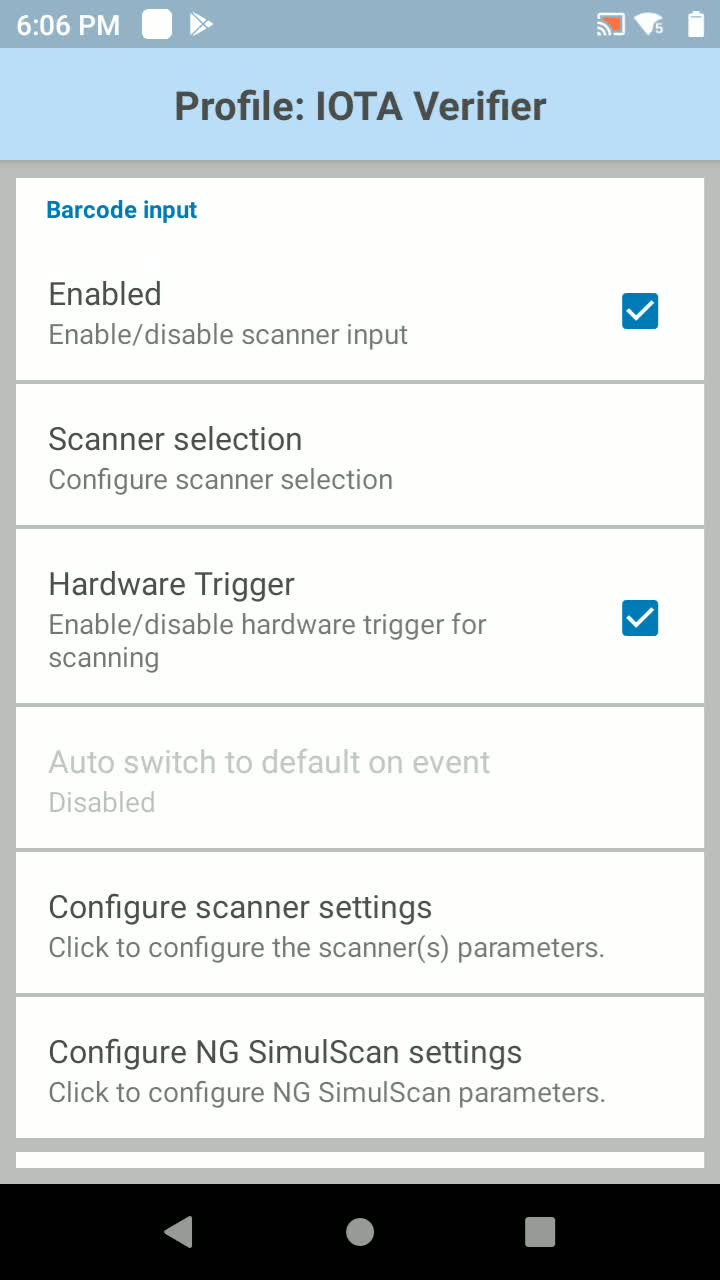 6:06 PM
5
Profile: IOTA Verifier
Barcode input
Enabled
Enable/disable scanner input
Scanner selection
Configure scanner selection
Hardware Trigger
Enable/disable hardware trigger for
scanning
Auto switch to default on event
Disabled
Configure scanner settings
Click to configure the scanner(s) parameters.
Configure NG SimulScan settings
Click to configure NG SimulScan parameters.